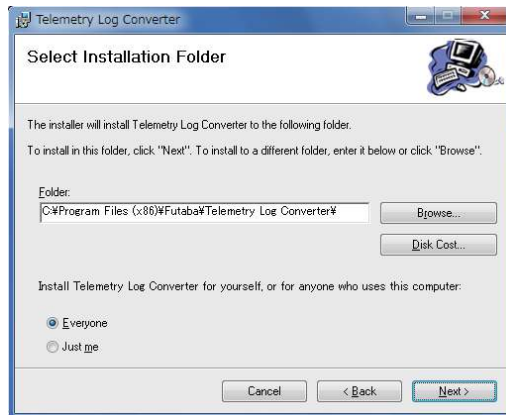 Telemetry Log Converter
Select Installation Folder
The installer will install Telemetry Log Converter to the following folder.
To install in this folder, click "Next". To install to a different folder, enter it below or click "Browse".
Folder:
C:¥Program Files (x86)¥Futaba¥Telemetry Log Converter¥
Browse...
Disk Cost...
Install Telemetry Log Converter for yourself, or for anyone who uses this computer:
Everyone
Just me
Cancel
< Back
Next >